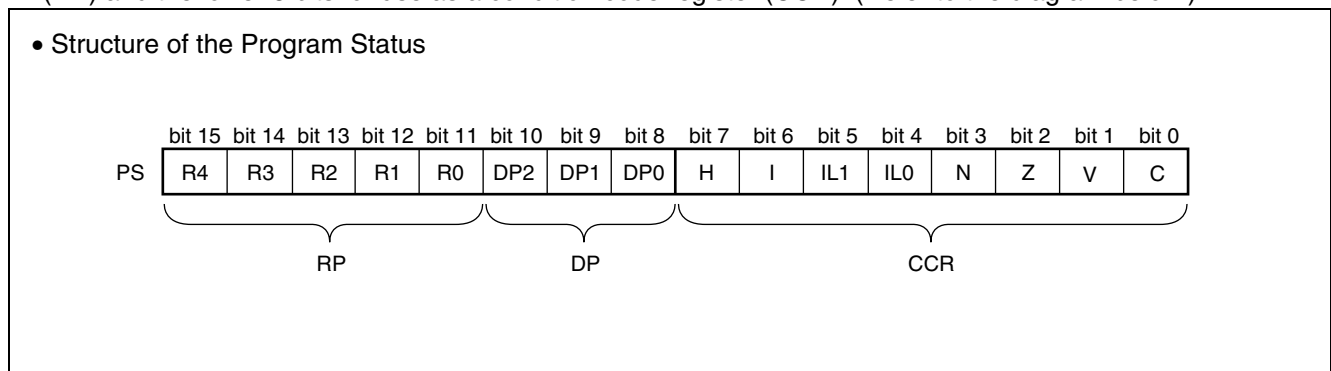 • Structure of the Program Status
bit 15 bit 14 bit 13 bit 12 bit 11 bit 10 bit 9 bit 8 bit 7 bit 6 bit 5 bit 4 bit 3 bit 2 bit 1 bit 0
PS R4 R3 R2 R1 R0 DP2 DP1 DP0 H I IL1 IL0 N Z V C
RP DP CCR